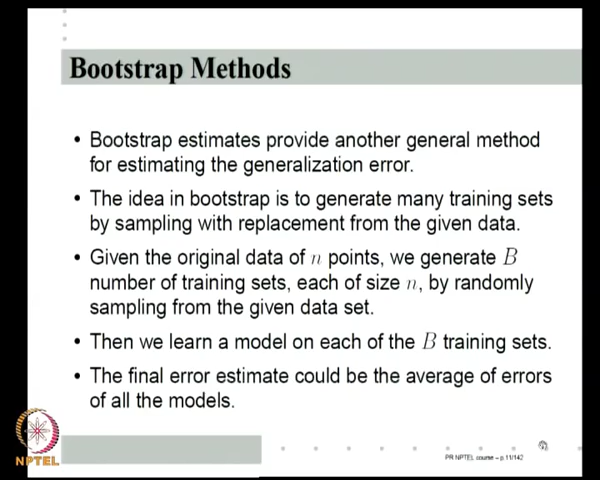 Bootstrap Methods
• Bootstrap estimates provide another general method
for estimating the generalization error.
• The idea in bootstrap is to generate many training sets
by sampling with replacement from the given data.
• Given the original data of n points, we generate B
number of training sets, each of size n, by randomly
sampling from the given data set.
• Then we learn a model on each of the B training sets.
• The final error estimate could be the average of errors
of all the models.
NPTEL
PR NPTEL course – p.11/142